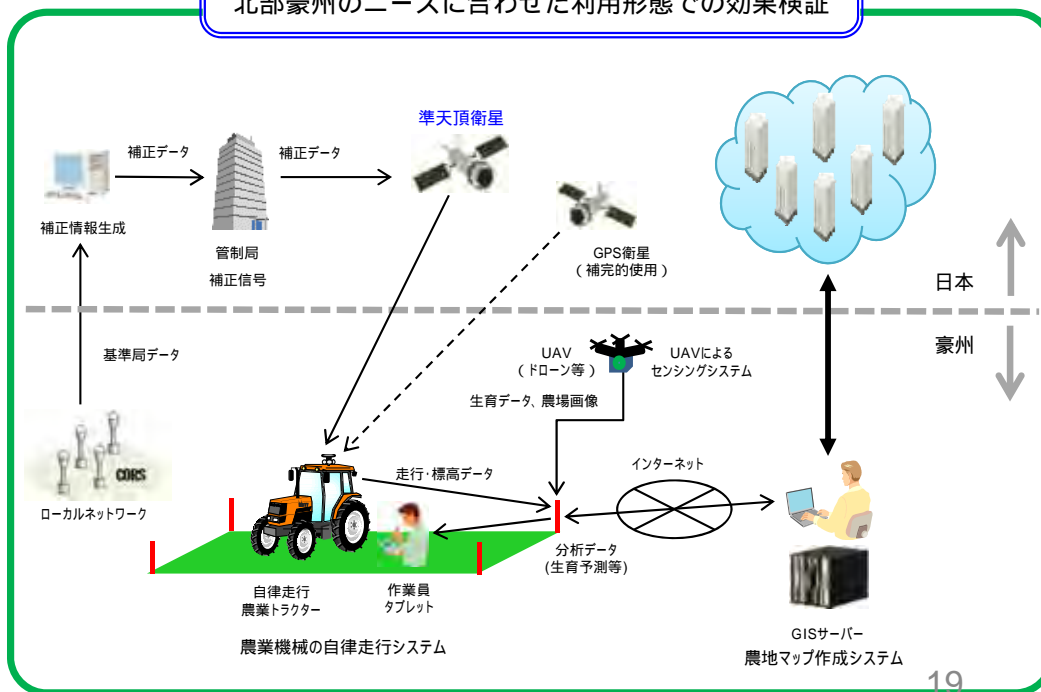 北部豪州のニーズに合わせた利用形態での効果検証
準天頂衛星
補正データ
補正データ
補正情報生成
管制局
補正信号
GPS衛星
（補完的使用）
日本
豪州
基準局データ
UAV
（ドローン等）
UAVによる
センシングシステム
生育データ、農場画像
CORS
ローカルネットワーク
走行・標高データ
インターネット
分析データ
(生育予測等)
自律走行
農業トラクター
作業員
タブレット
農業機械の自律走行システム
GISサーバー
農地マップ作成システム
19